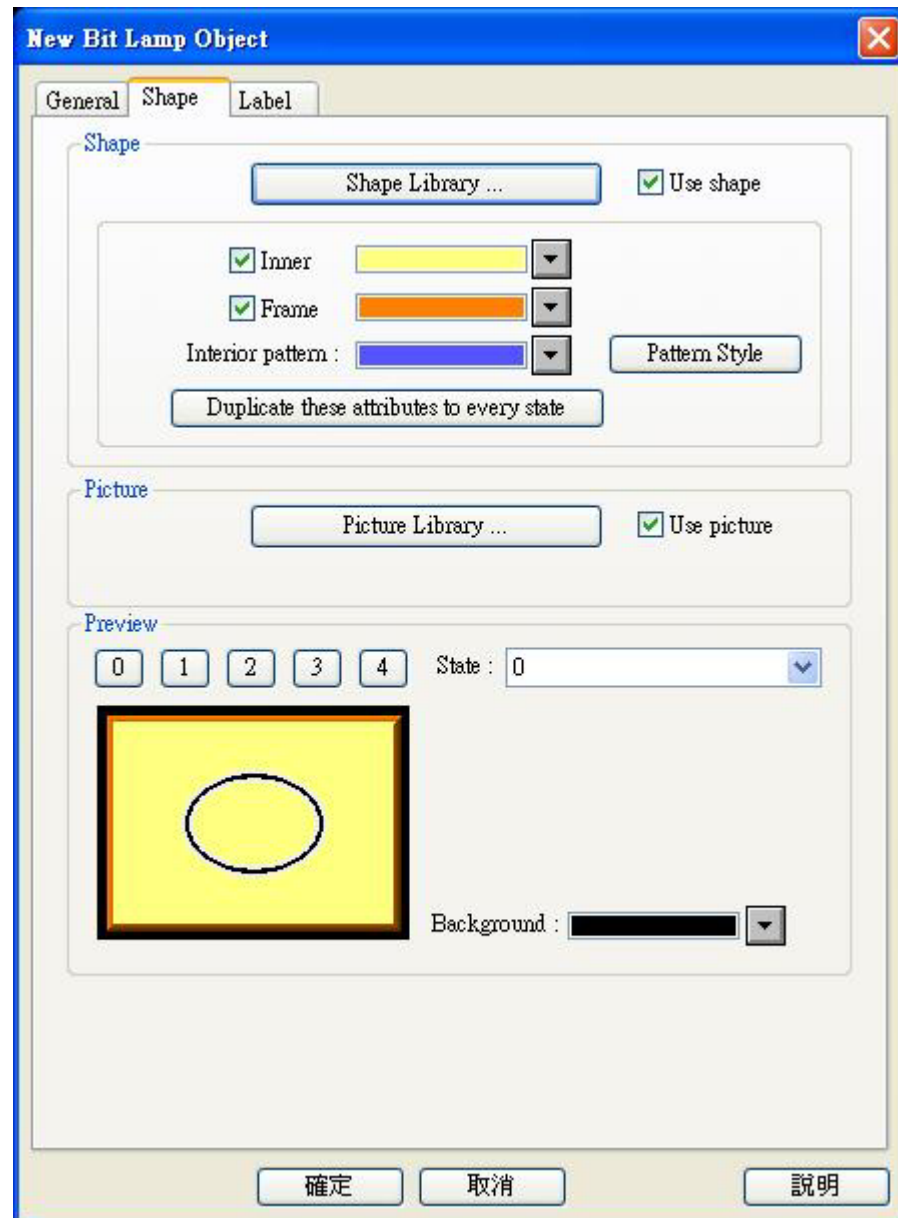 New Bit Lamp Object
General Shape Label
Shape
Shape Library ... Use shape
Inner
Frame
Interior pattern : Pattern Style
Duplicate these attributes to every state
Picture
Picture Library ... Use picture
Preview
0 1 2 3 4 State : 0
Background :
確定 取消 說明